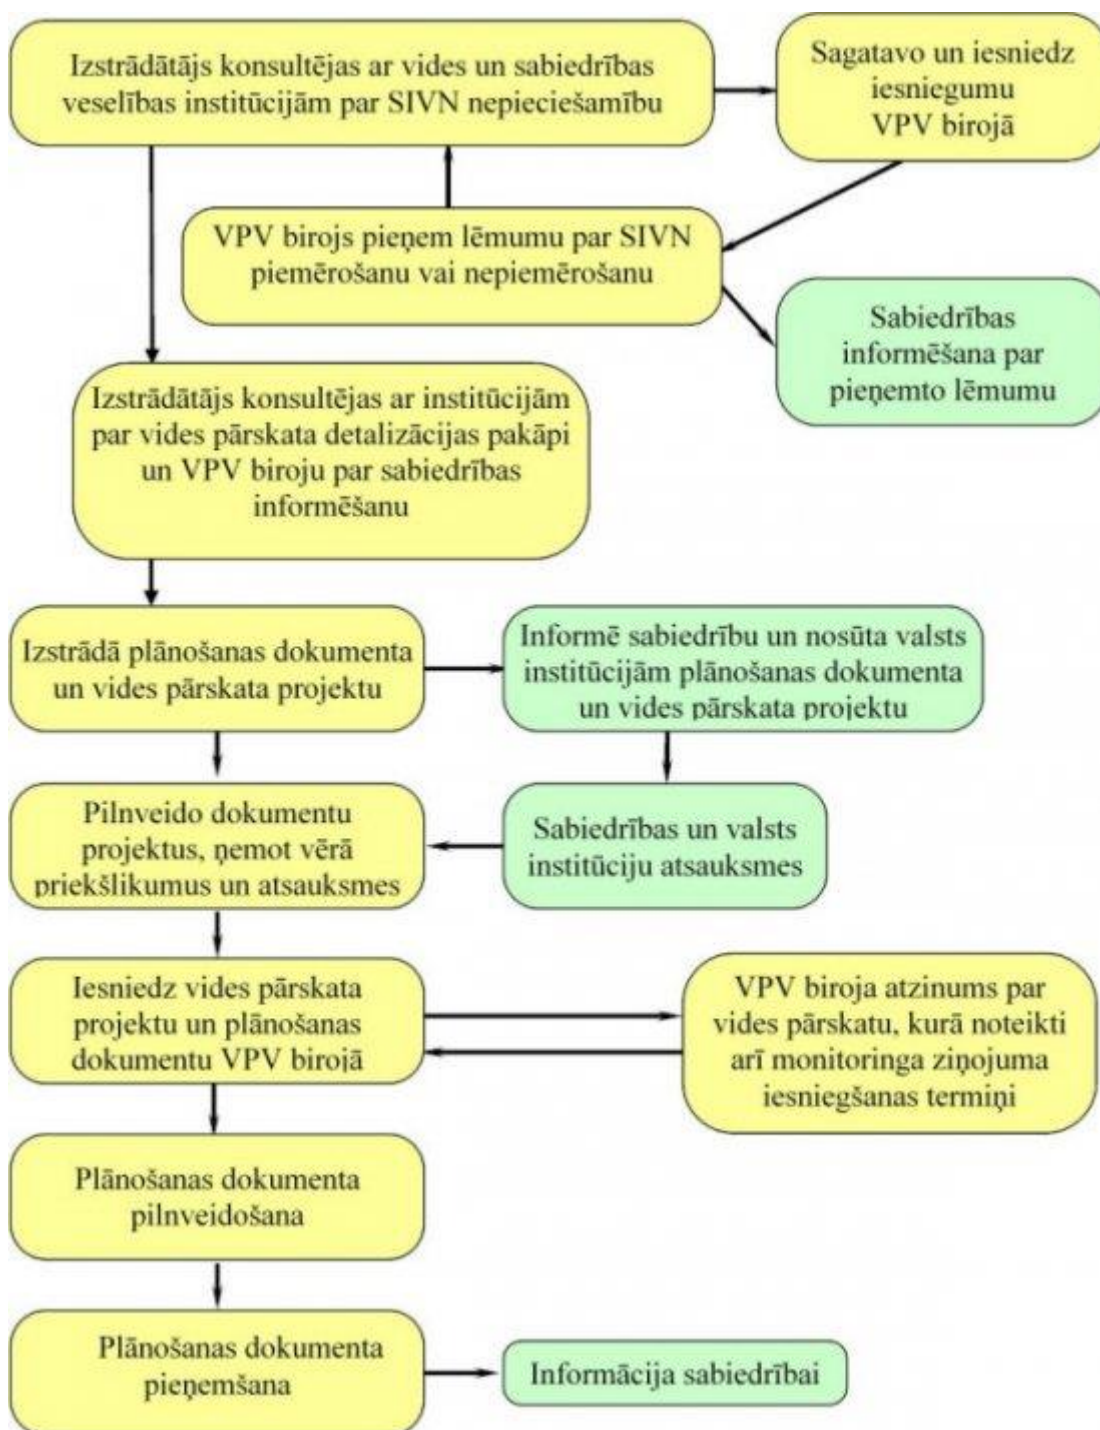 Izstrādātājs konsultējas ar vides un sabiedrības
veselības institūcijām par SIVN nepieciešamību
Sagatavo un iesniedz
iesniegumu
VPV birojā
VPV birojs pieņem lēmumu par SIVN
piemērošanu vai nepiemērošanu
Sabiedrības
informēšana par
pieņemto lēmumu
Izstrādātājs konsultējas ar institūcijām
par vides pārskata detalizācijas pakāpi
un VPV biroju par sabiedrības
informēšanu
Izstrādā plānošanas dokumenta
un vides pārskata projektu
Informē sabiedrību un nosūta valsts
institūcijām plānošanas dokumenta
un vides pārskata projektu
Pilnveido dokumentu
projektus, ņemot vērā
priekšlikumus un atsauksmes
Sabiedrības un valsts
institūciju atsauksmes
Iesniedz vides pārskata
projektu un plānošanas
dokumentu VPV birojā
VPV biroja atzinums par
vides pārskatu, kurā noteikti
arī monitoringa ziņojuma
iesniegšanas termiņi
Plānošanas dokumenta
pilnveidošana
Plānošanas dokumenta
pieņemšana
Informācija sabiedrībai